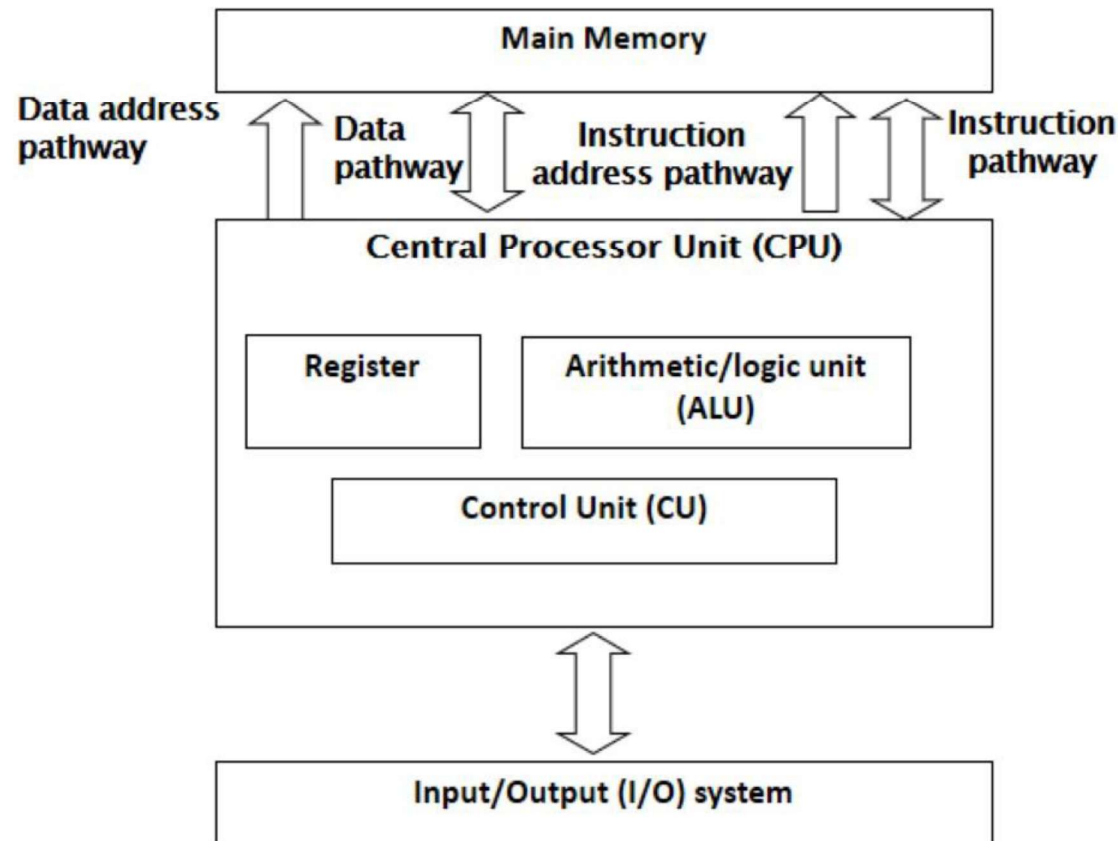 Main Memory
Data address
pathway
Data
pathway
Instruction
address pathway
Instruction
pathway
Central Processor Unit (CPU)
Register
Arithmetic/logic unit
(ALU)
Control Unit (CU)
Input/Output (I/O) system